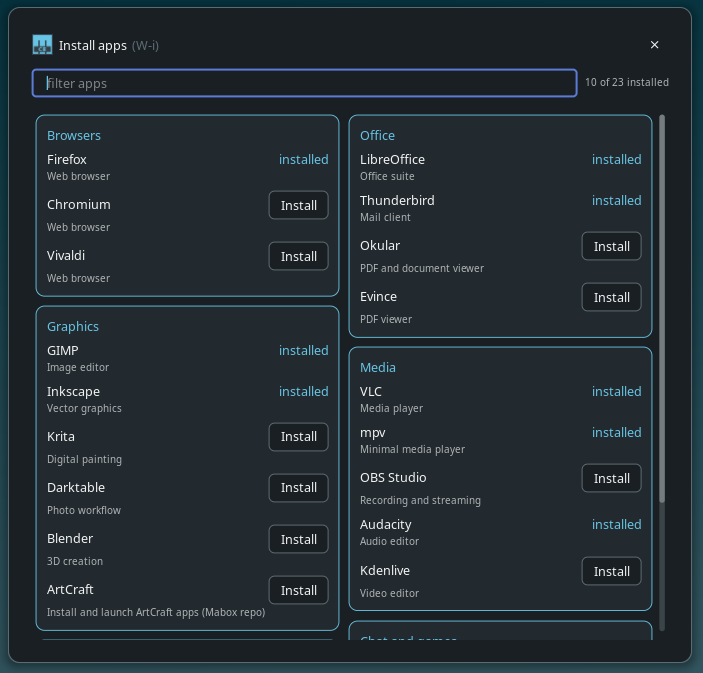 Install apps (W-i)
×
filter apps
10 of 23 installed
Browsers
Firefox installed
Web browser
Chromium Install
Web browser
Vivaldi Install
Web browser
Graphics
GIMP installed
Image editor
Inkscape installed
Vector graphics
Krita Install
Digital painting
Darktable Install
Photo workflow
Blender Install
3D creation
ArtCraft Install
Install and launch ArtCraft apps (Mabox repo)
Office
LibreOffice installed
Office suite
Thunderbird installed
Mail client
Okular Install
PDF and document viewer
Evince Install
PDF viewer
Media
VLC installed
Media player
mpv installed
Minimal media player
OBS Studio Install
Recording and streaming
Audacity installed
Audio editor
Kdenlive Install
Video editor
Chat and games